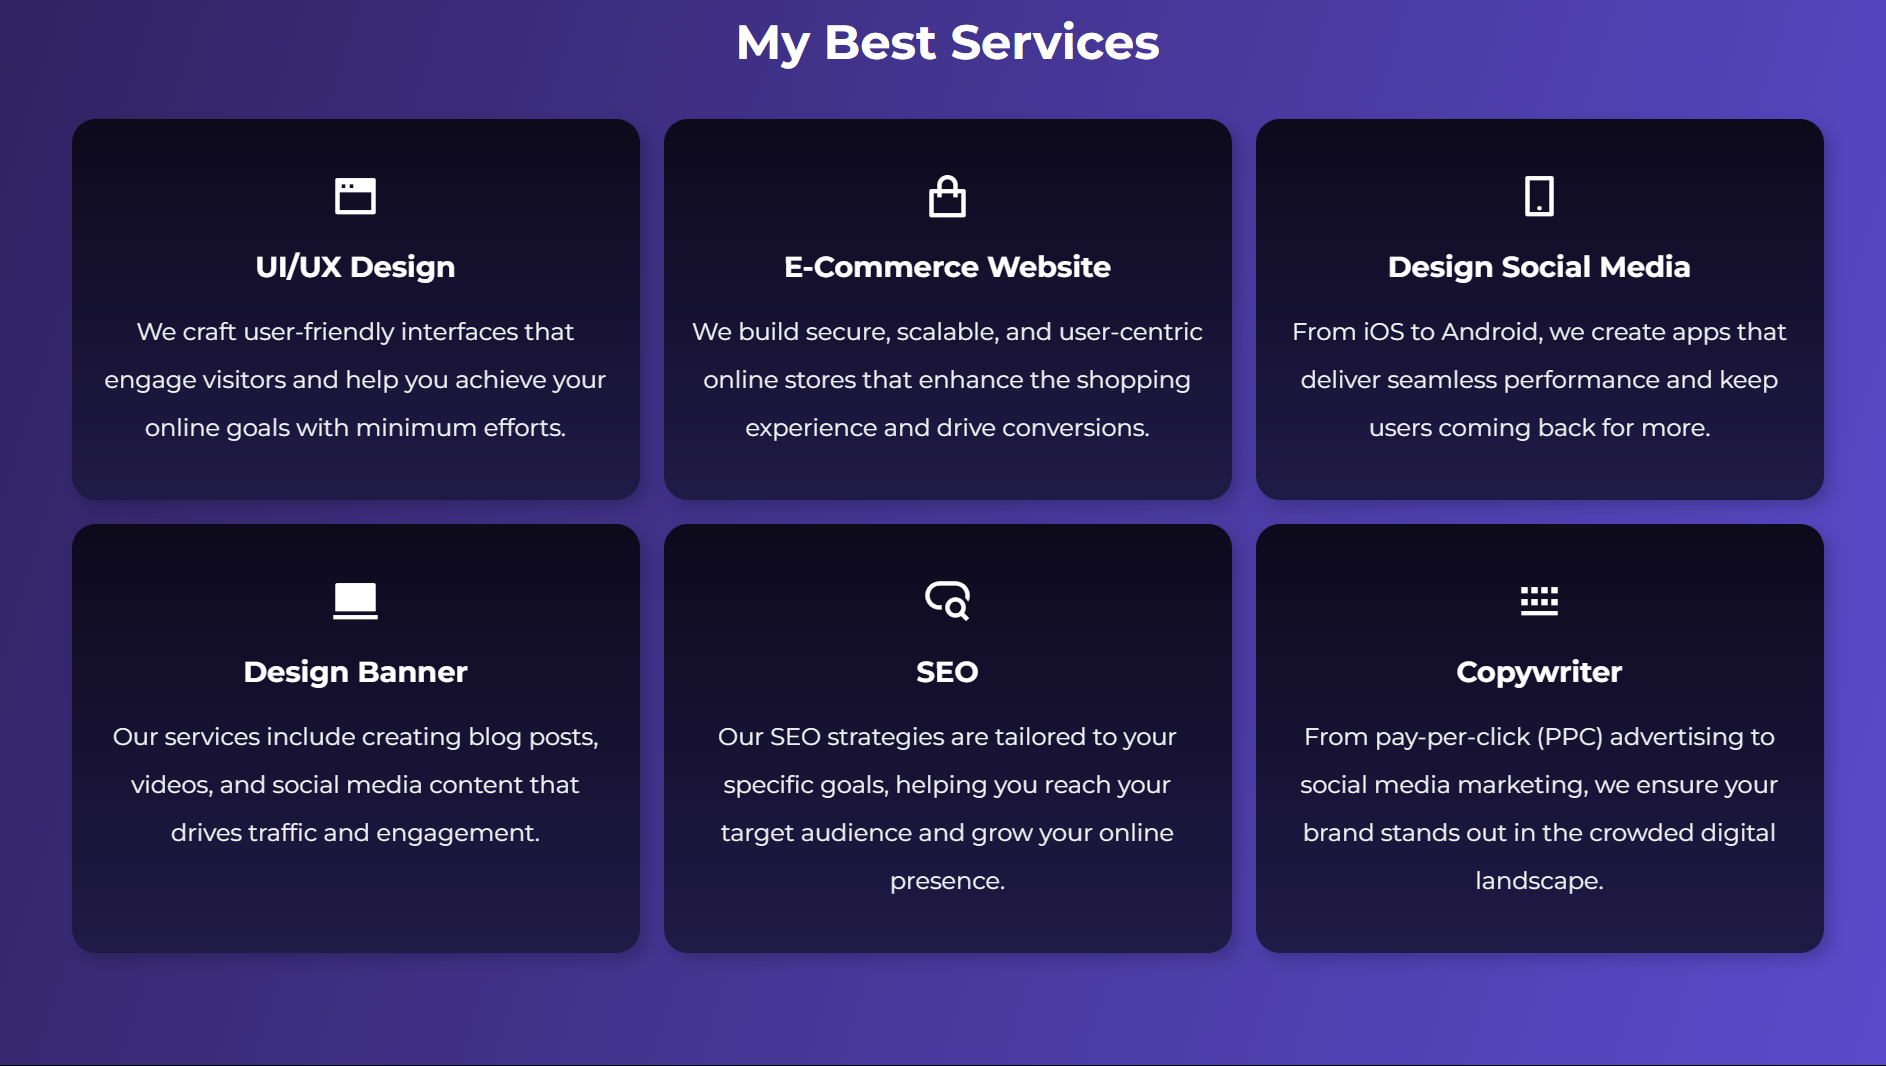 My Best Services
UI/UX Design
We craft user-friendly interfaces that
engage visitors and help you achieve your
online goals with minimum efforts.
E-Commerce Website
We build secure, scalable, and user-centric
online stores that enhance the shopping
experience and drive conversions.
Design Social Media
From iOS to Android, we create apps that
deliver seamless performance and keep
users coming back for more.
Design Banner
Our services include creating blog posts,
videos, and social media content that
drives traffic and engagement.
SEO
Our SEO strategies are tailored to your
specific goals, helping you reach your
target audience and grow your online
presence.
Copywriter
From pay-per-click (PPC) advertising to
social media marketing, we ensure your
brand stands out in the crowded digital
landscape.